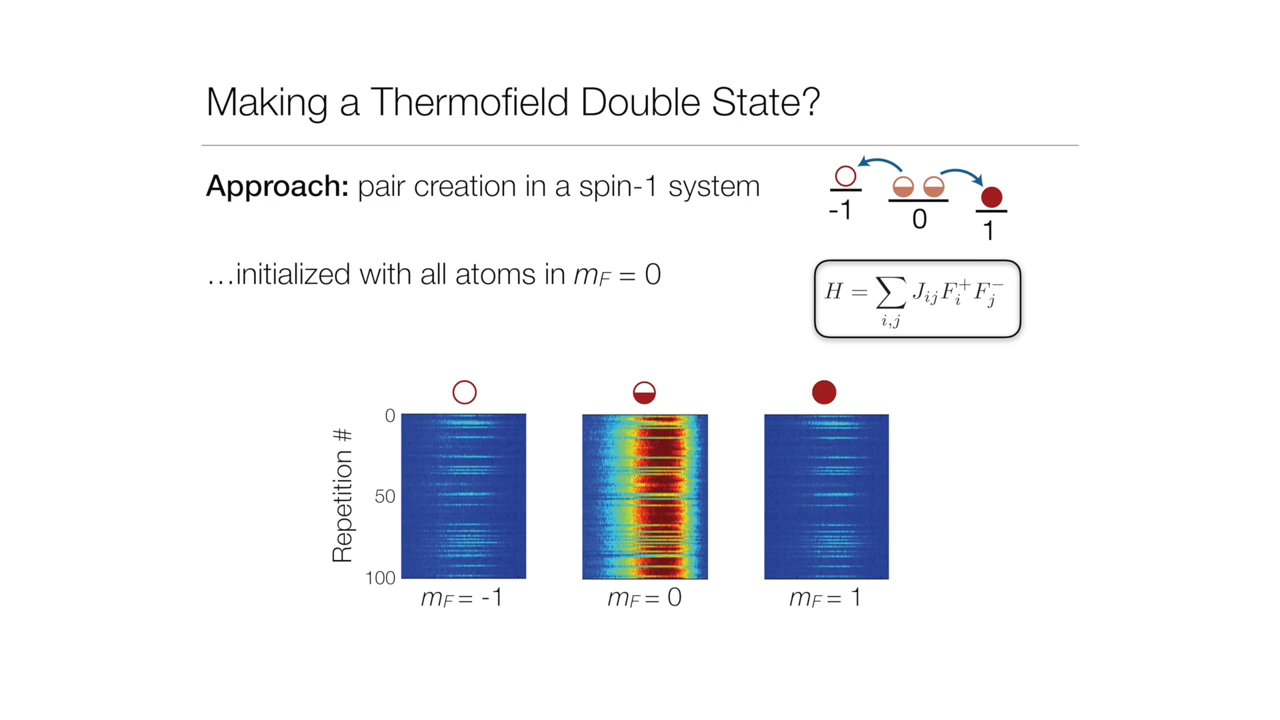 Making a Thermofield Double State?
Approach: pair creation in a spin-1 system
-1
0
1
…initialized with all atoms in mF = 0
H = ∑i,j Jij Fi+ Fj−
Repetition #
0
50
100
mF = -1
mF = 0
mF = 1